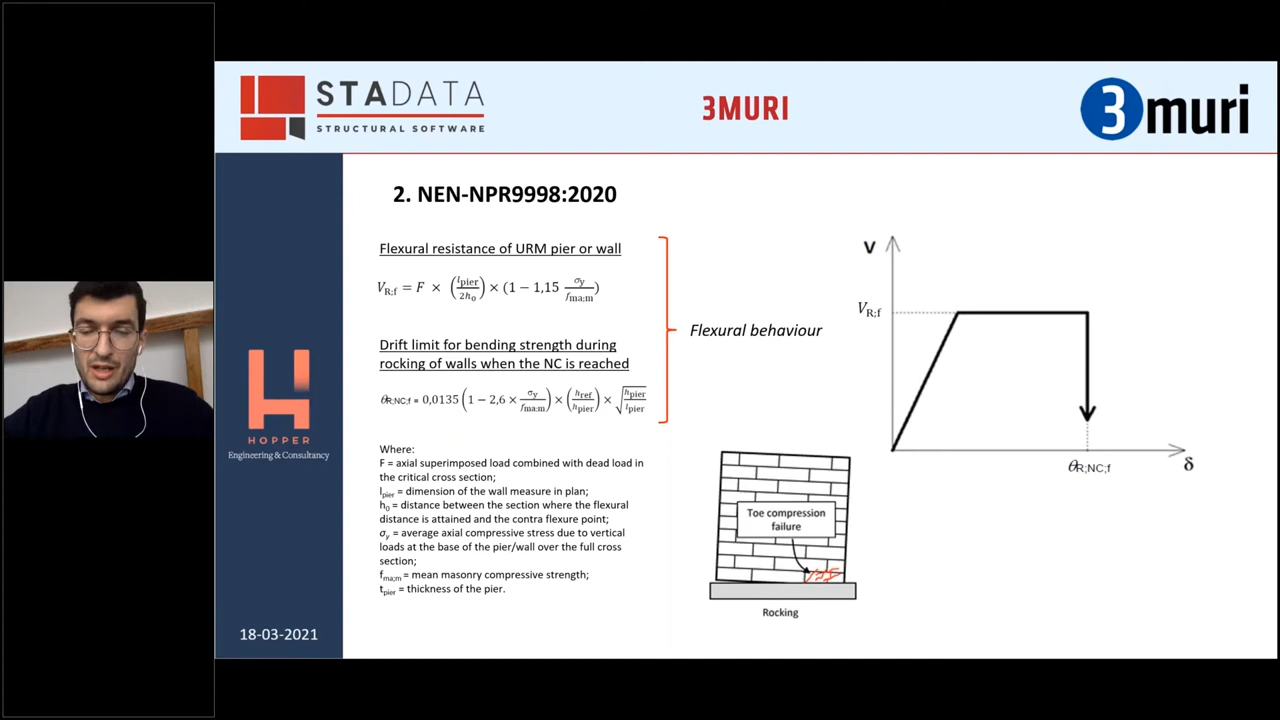 STADATA
STRUCTURAL SOFTWARE
3MURI
3muri
2. NEN-NPR9998:2020
Flexural resistance of URM pier or wall
V_R;f = F × (l_pier/2h_0) × (1 − 1,15 σ_y/f_ma;m)
Drift limit for bending strength during
rocking of walls when the NC is reached
θ_R;NC;f = 0,0135 (1 − 2,6 × σ_y/f_ma;m) × (h_ref/h_pier) × √(h_pier/l_pier)
Where:
F = axial superimposed load combined with dead load in
the critical cross section;
l_pier = dimension of the wall measure in plan;
h_0 = distance between the section where the flexural
distance is attained and the contra flexure point;
σ_y = average axial compressive stress due to vertical
loads at the base of the pier/wall over the full cross
section;
f_ma;m = mean masonry compressive strength;
t_pier = thickness of the pier.
Flexural behaviour
V
V_R;f
θ_R;NC;f
δ
Toe compression
failure
Rocking
HOPPER
Engineering & Consultancy
18-03-2021